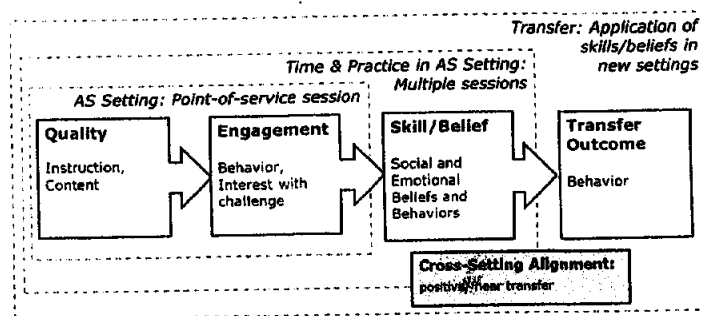 Transfer: Application of
skills/beliefs in
new settings
Time & Practice in AS Setting:
Multiple sessions
AS Setting: Point-of-service session
Quality
Instruction,
Content
Engagement
Behavior,
Interest with
challenge
Skill/Belief
Social and
Emotional
Beliefs and
Behaviors
Transfer
Outcome
Behavior
Cross-Setting Alignment:
positive/near transfer